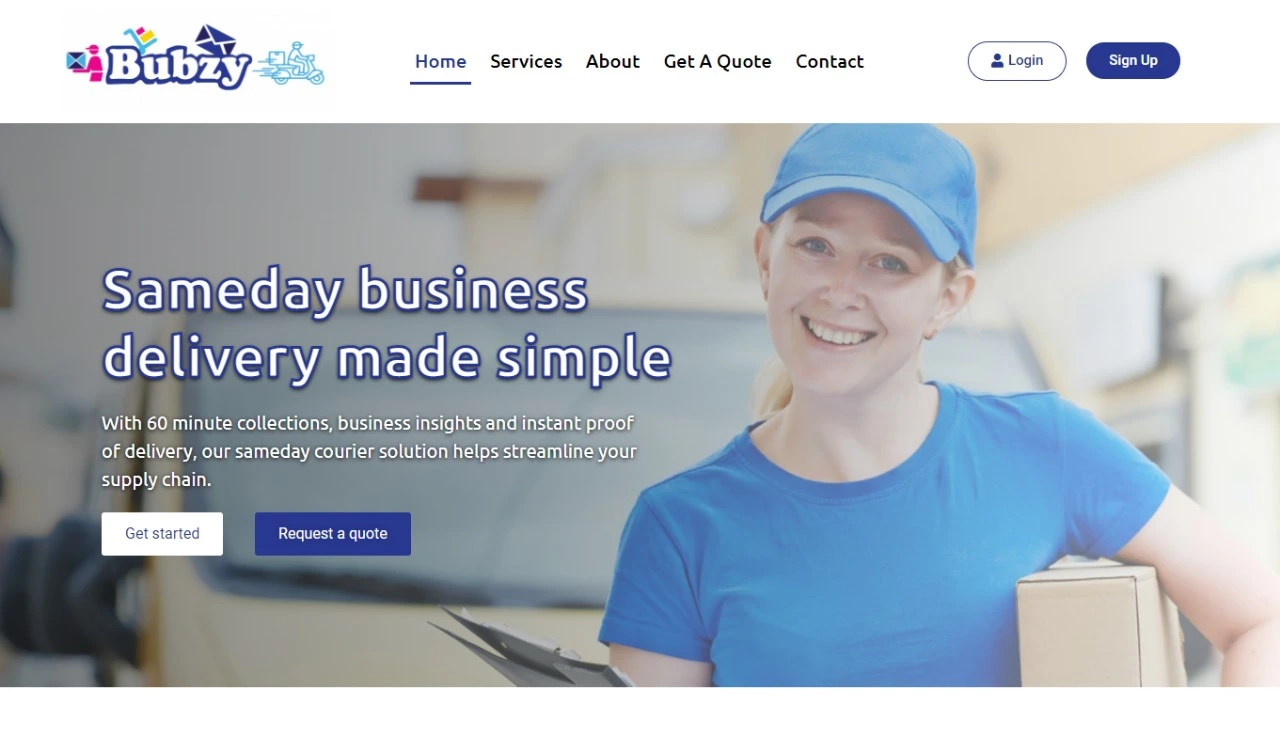 Bubzy
Home Services About Get A Quote Contact
Login
Sign Up
Sameday business
delivery made simple
With 60 minute collections, business insights and instant proof
of delivery, our sameday courier solution helps streamline your
supply chain.
Get started
Request a quote